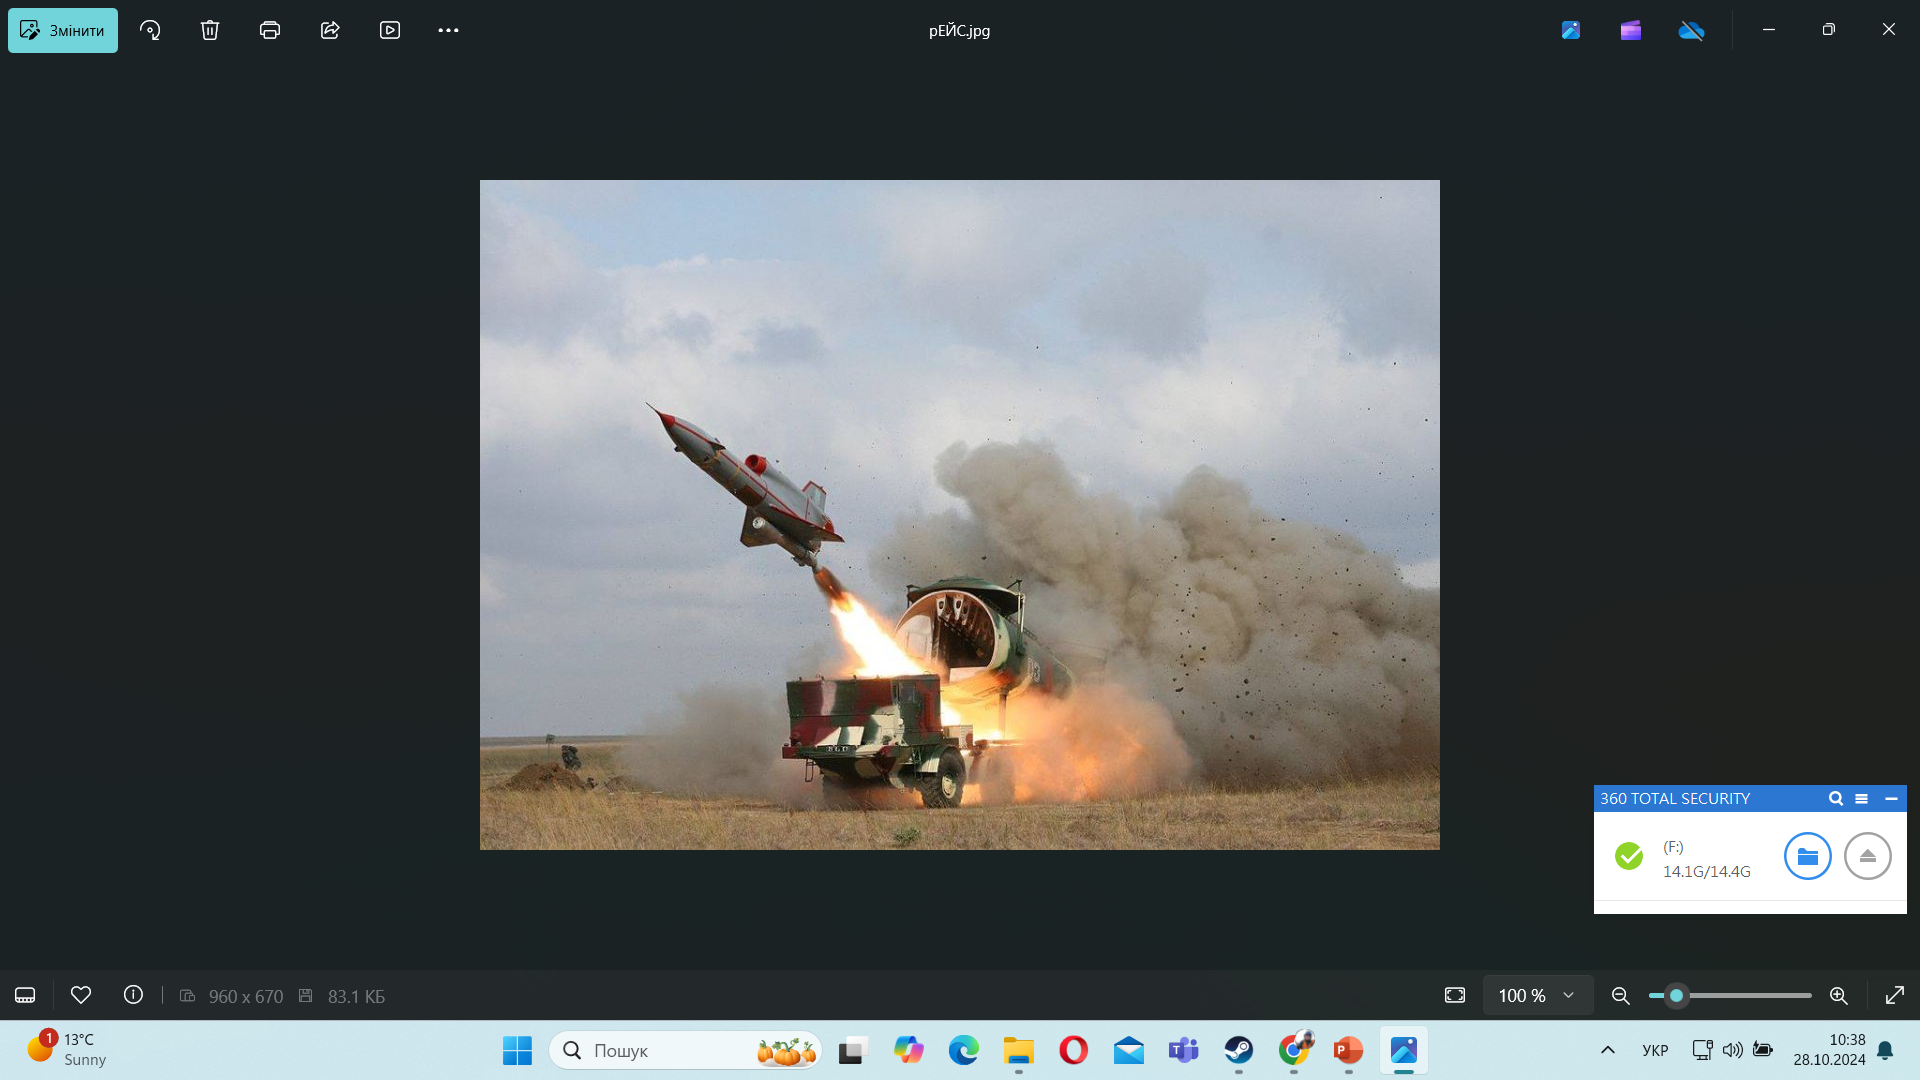 Змінити
рЕЙС.jpg
360 TOTAL SECURITY
(F:)
14.1G/14.4G
960 x 670
83.1 КБ
100 %
1
13°C
Sunny
Пошук
УКР
10:38
28.10.2024